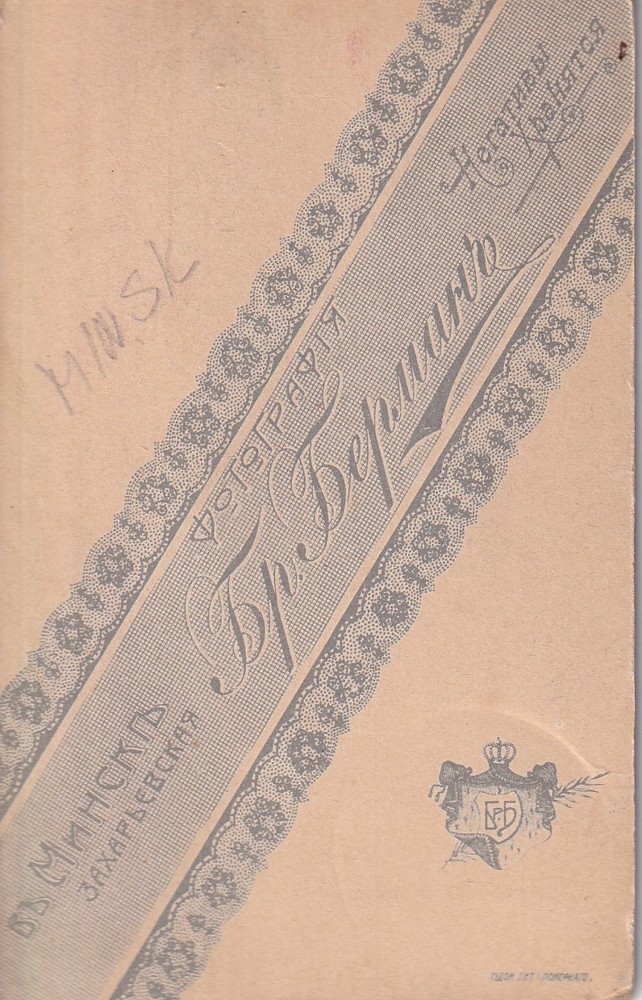 Негативы
Хранятся
MINSK
ФОТОГРАФIЯ
Бр. Берманъ
въ Минскѣ
ЗАХАРЬЕВСКАЯ
БРБ